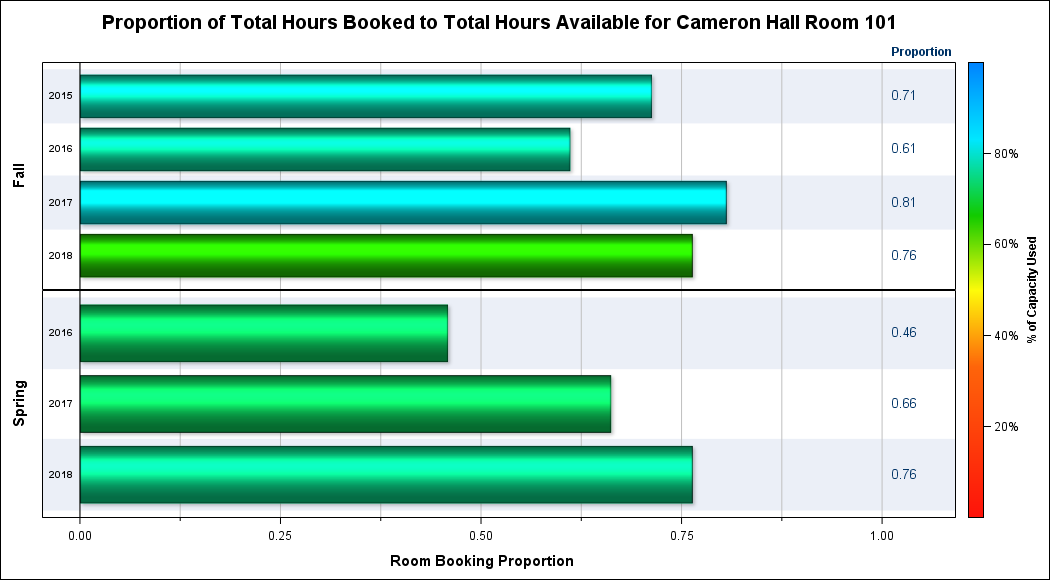 Proportion of Total Hours Booked to Total Hours Available for Cameron Hall Room 101
Proportion
Fall
2015 0.71
2016 0.61
2017 0.81
2018 0.76
Spring
2016 0.46
2017 0.66
2018 0.76
0.00 0.25 0.50 0.75 1.00
Room Booking Proportion
80%
60%
40%
20%
% of Capacity Used